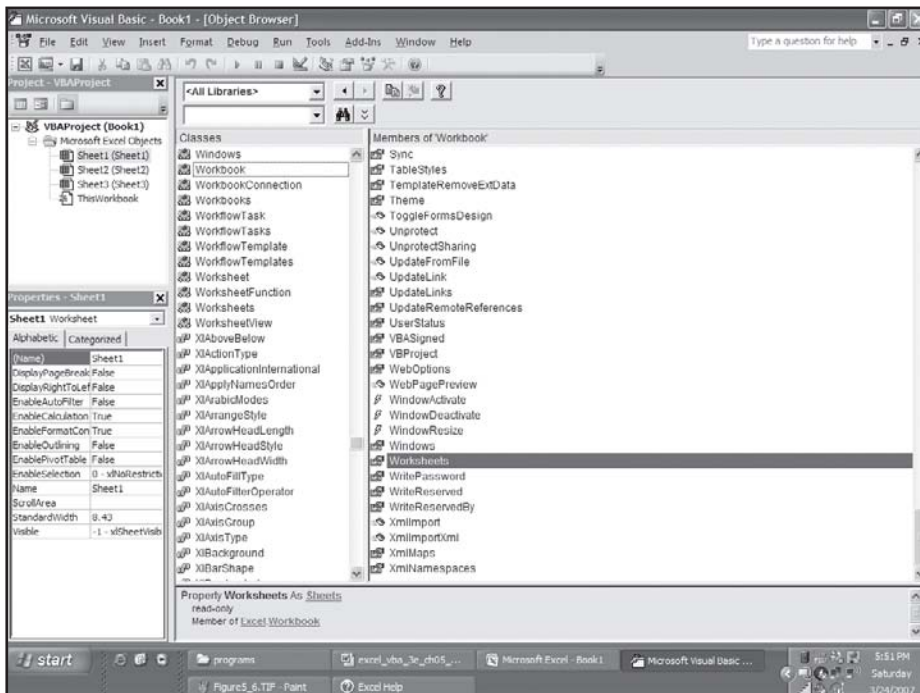 Microsoft Visual Basic - Book1 - [Object Browser]
File Edit View Insert Format Debug Run Tools Add-Ins Window Help
Type a question for help
Project - VBAProject
VBAProject (Book1)
Microsoft Excel Objects
Sheet1 (Sheet1)
Sheet2 (Sheet2)
Sheet3 (Sheet3)
ThisWorkbook
Properties - Sheet1
Sheet1 Worksheet
Alphabetic Categorized
(Name) Sheet1
DisplayPageBreak False
DisplayRightToLef False
EnableAutoFilter False
EnableCalculation True
EnableFormatCon True
EnableOutlining False
EnablePivotTable False
EnableSelection 0 - xlNoRestricti
Name Sheet1
ScrollArea
StandardWidth 8.43
Visible -1 - xlSheetVisib
<All Libraries>
Classes
Windows
Workbook
WorkbookConnection
Workbooks
WorkflowTask
WorkflowTasks
WorkflowTemplate
WorkflowTemplates
Worksheet
WorksheetFunction
Worksheets
WorksheetView
XlAboveBelow
XlActionType
XlApplicationInternational
XlApplyNamesOrder
XlArabicModes
XlArrangeStyle
XlArrowHeadLength
XlArrowHeadStyle
XlArrowHeadWidth
XlAutoFillType
XlAutoFilterOperator
XlAxisCrosses
XlAxisGroup
XlAxisType
XlBackground
XlBarShape
Members of 'Workbook'
Sync
TableStyles
TemplateRemoveExtData
Theme
ToggleFormsDesign
Unprotect
UnprotectSharing
UpdateFromFile
UpdateLink
UpdateLinks
UpdateRemoteReferences
UserStatus
VBASigned
VBProject
WebOptions
WebPagePreview
WindowActivate
WindowDeactivate
WindowResize
Windows
Worksheets
WritePassword
WriteReserved
WriteReservedBy
XmlImport
XmlImportXml
XmlMaps
XmlNamespaces
Property Worksheets As Sheets
read-only
Member of Excel.Workbook
start
programs
excel_vba_3e_ch05_...
Microsoft Excel - Book1
Microsoft Visual Basic ...
Figure5_6.TIF - Paint
Excel Help
5:51 PM
Saturday
3/24/2007